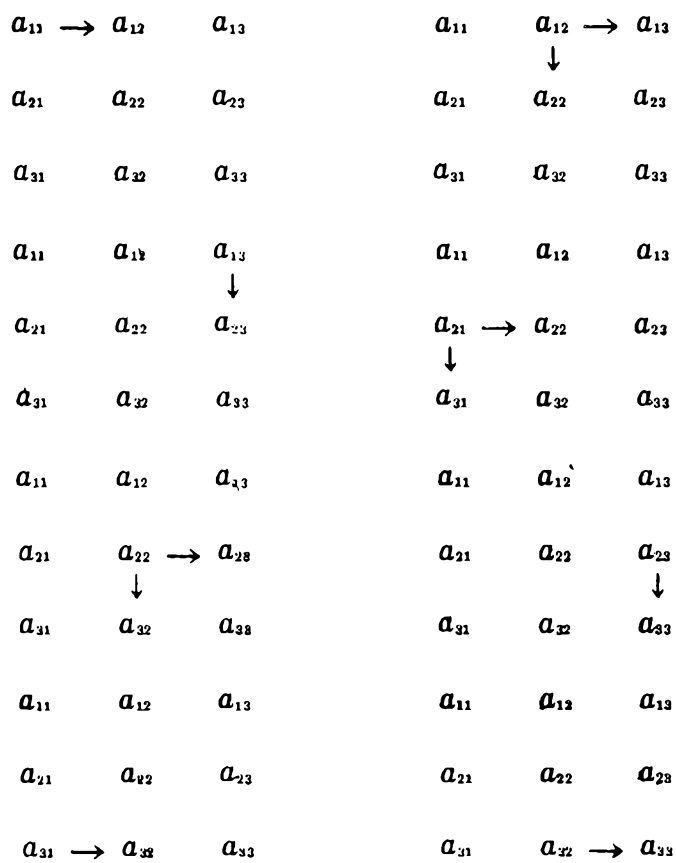 a₁₁ → a₁₂ a₁₃ a₁₁ a₁₂ → a₁₃
↓
a₂₁ a₂₂ a₂₃ a₂₁ a₂₂ a₂₃
a₃₁ a₃₂ a₃₃ a₃₁ a₃₂ a₃₃
a₁₁ a₁₂ a₁₃ a₁₁ a₁₂ a₁₃
↓
a₂₁ a₂₂ a₂₃ a₂₁ → a₂₂ a₂₃
↓
a₃₁ a₃₂ a₃₃ a₃₁ a₃₂ a₃₃
a₁₁ a₁₂ a₁₃ a₁₁ a₁₂ a₁₃
a₂₁ a₂₂ → a₂₃ a₂₁ a₂₂ a₂₃
↓ ↓
a₃₁ a₃₂ a₃₃ a₃₁ a₃₂ a₃₃
a₁₁ a₁₂ a₁₃ a₁₁ a₁₂ a₁₃
a₂₁ a₂₂ a₂₃ a₂₁ a₂₂ a₂₃
a₃₁ → a₃₂ a₃₃ a₃₁ a₃₂ → a₃₃